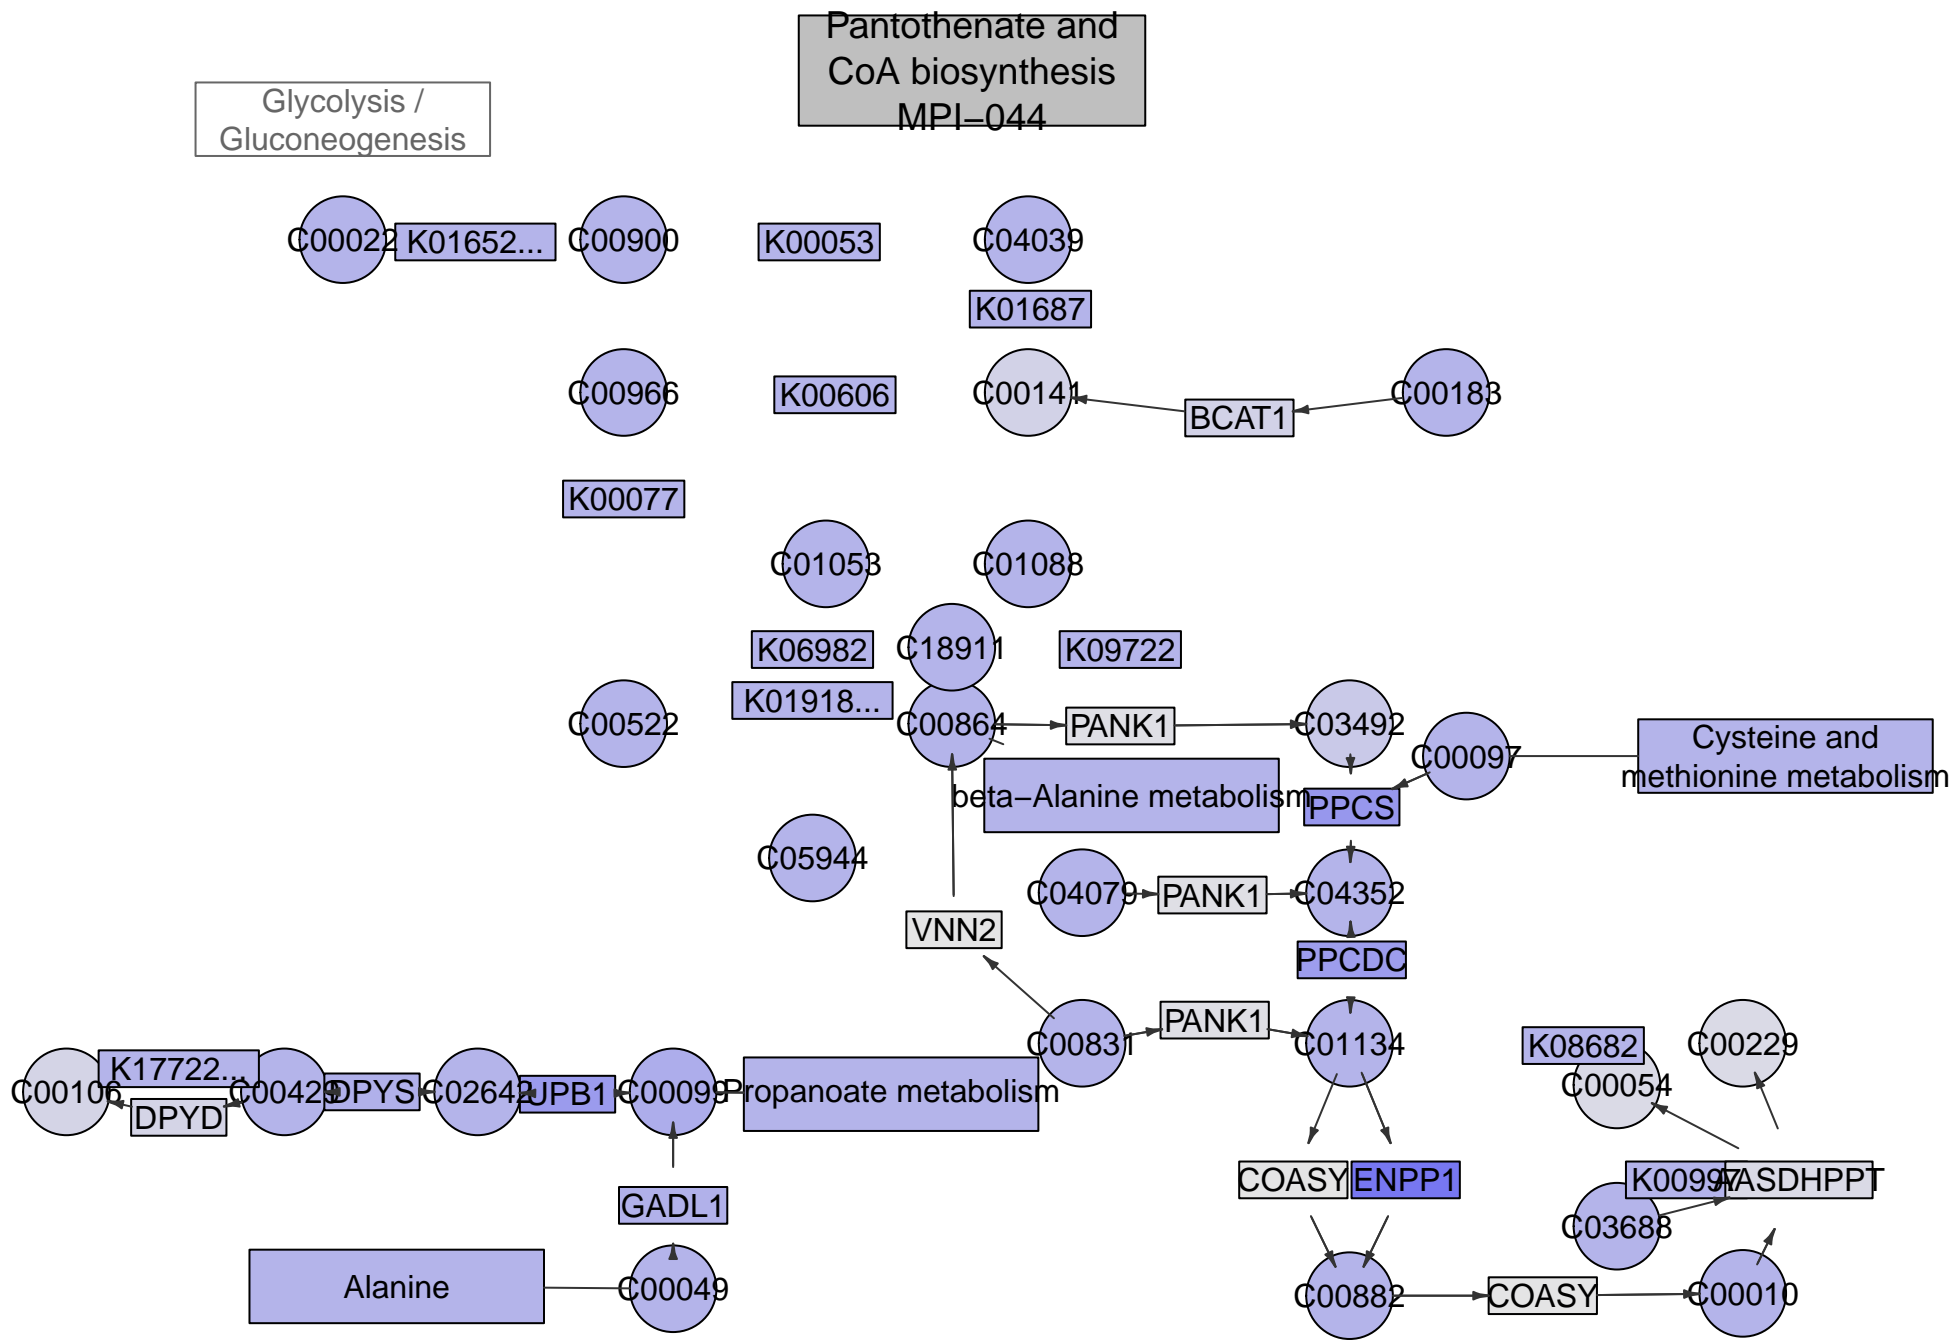 Pantothenate and
CoA biosynthesis
MPI−044
Glycolysis /
Gluconeogenesis
C00022
K01652...
C00900
K00053
C04039
K01687
C00966
K00606
C00141
BCAT1
C00183
K00077
C01053
C01088
K06982
C18911
K09722
K01918...
C00522
C00864
PANK1
C03492
C00097
Cysteine and
methionine metabolism
beta−Alanine metabolism
PPCS
C05944
C04079
PANK1
C04352
VNN2
PPCDC
C00831
PANK1
C01134
K08682
C00229
C00054
K17722...
C00106
DPYD
C00429
DPYS
C02642
UPB1
C00099
Propanoate metabolism
COASY
ENPP1
K00997
AASDHPPT
GADL1
C03688
Alanine
C00049
C00882
COASY
C00010